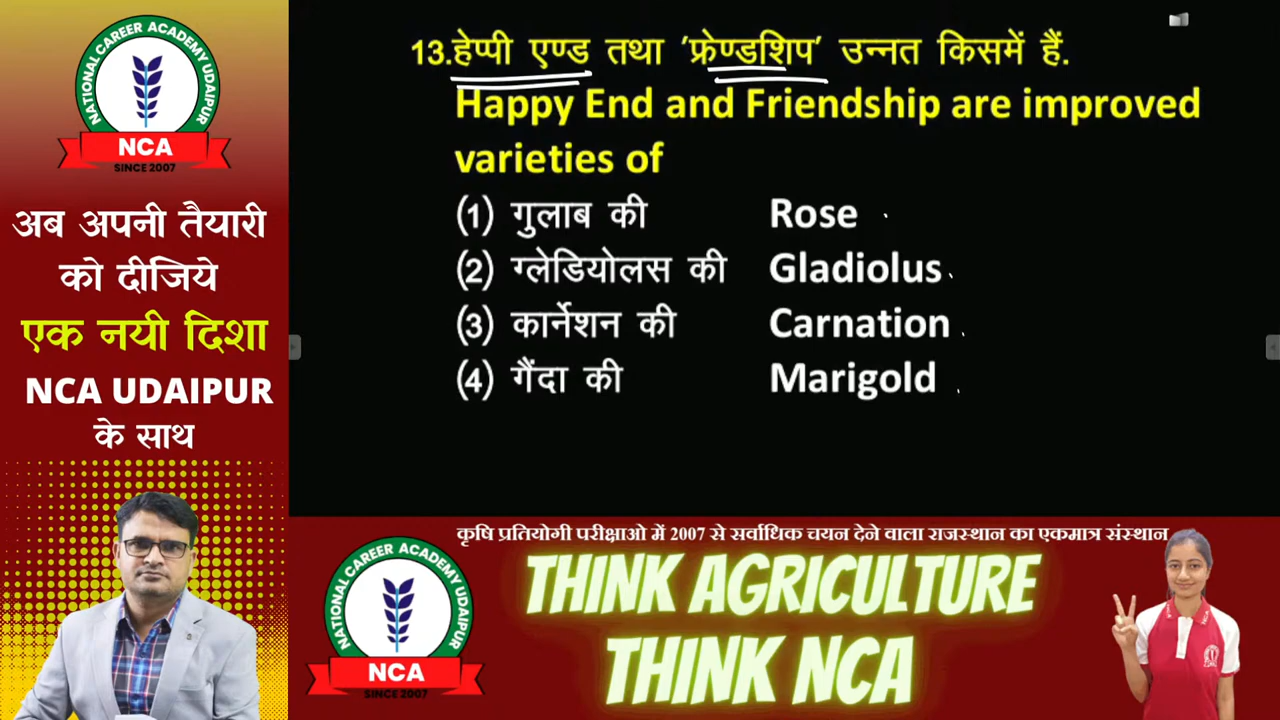 NATIONAL CAREER ACADEMY UDAIPUR
NCA
SINCE 2007
अब अपनी तैयारी
को दीजिये
एक नयी दिशा
NCA UDAIPUR
के साथ
13.हेप्पी एण्ड तथा 'फ्रेण्डशिप' उन्नत किसमें हैं.
Happy End and Friendship are improved
varieties of
(1) गुलाब की Rose
(2) ग्लेडियोलस की Gladiolus
(3) कार्नेशन की Carnation
(4) गैंदा की Marigold
कृषि प्रतियोगी परीक्षाओ में 2007 से सर्वाधिक चयन देने वाला राजस्थान का एकमात्र संस्थान
NATIONAL CAREER ACADEMY UDAIPUR
NCA
SINCE 2007
THINK AGRICULTURE
THINK NCA